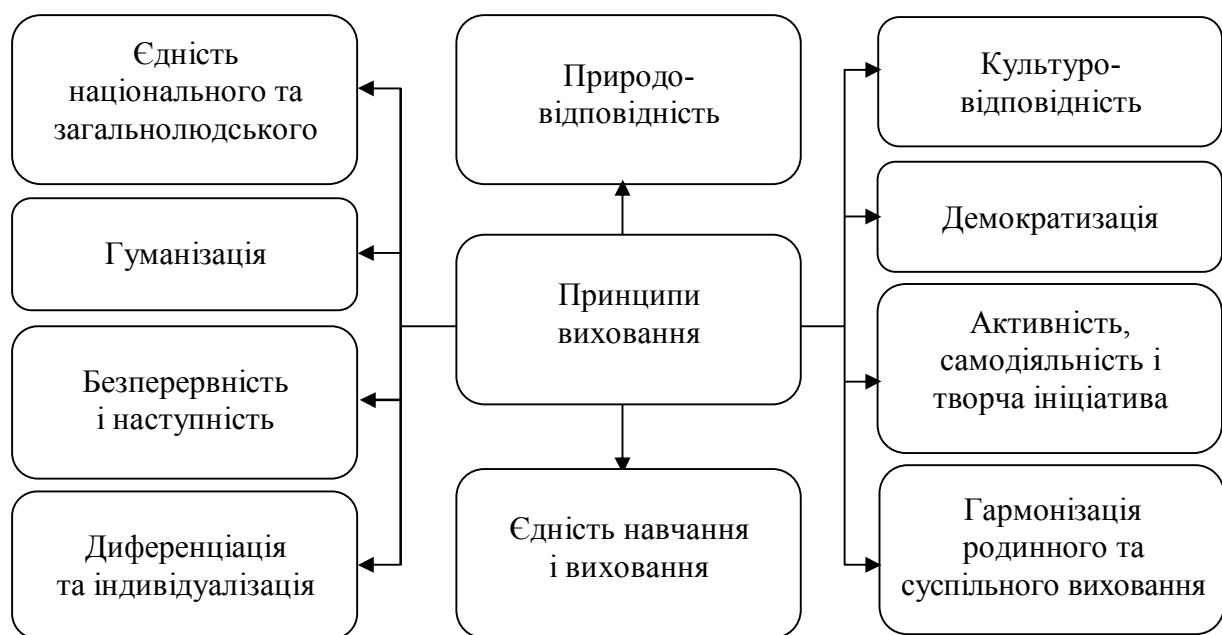 Єдність
національного та
загальнолюдського
Природо-
відповідність
Культуро-
відповідність
Гуманізація
Принципи
виховання
Демократизація
Безперервність
і наступність
Активність,
самодіяльність і
творча ініціатива
Диференціація
та індивідуалізація
Єдність навчання
і виховання
Гармонізація
родинного та
суспільного виховання